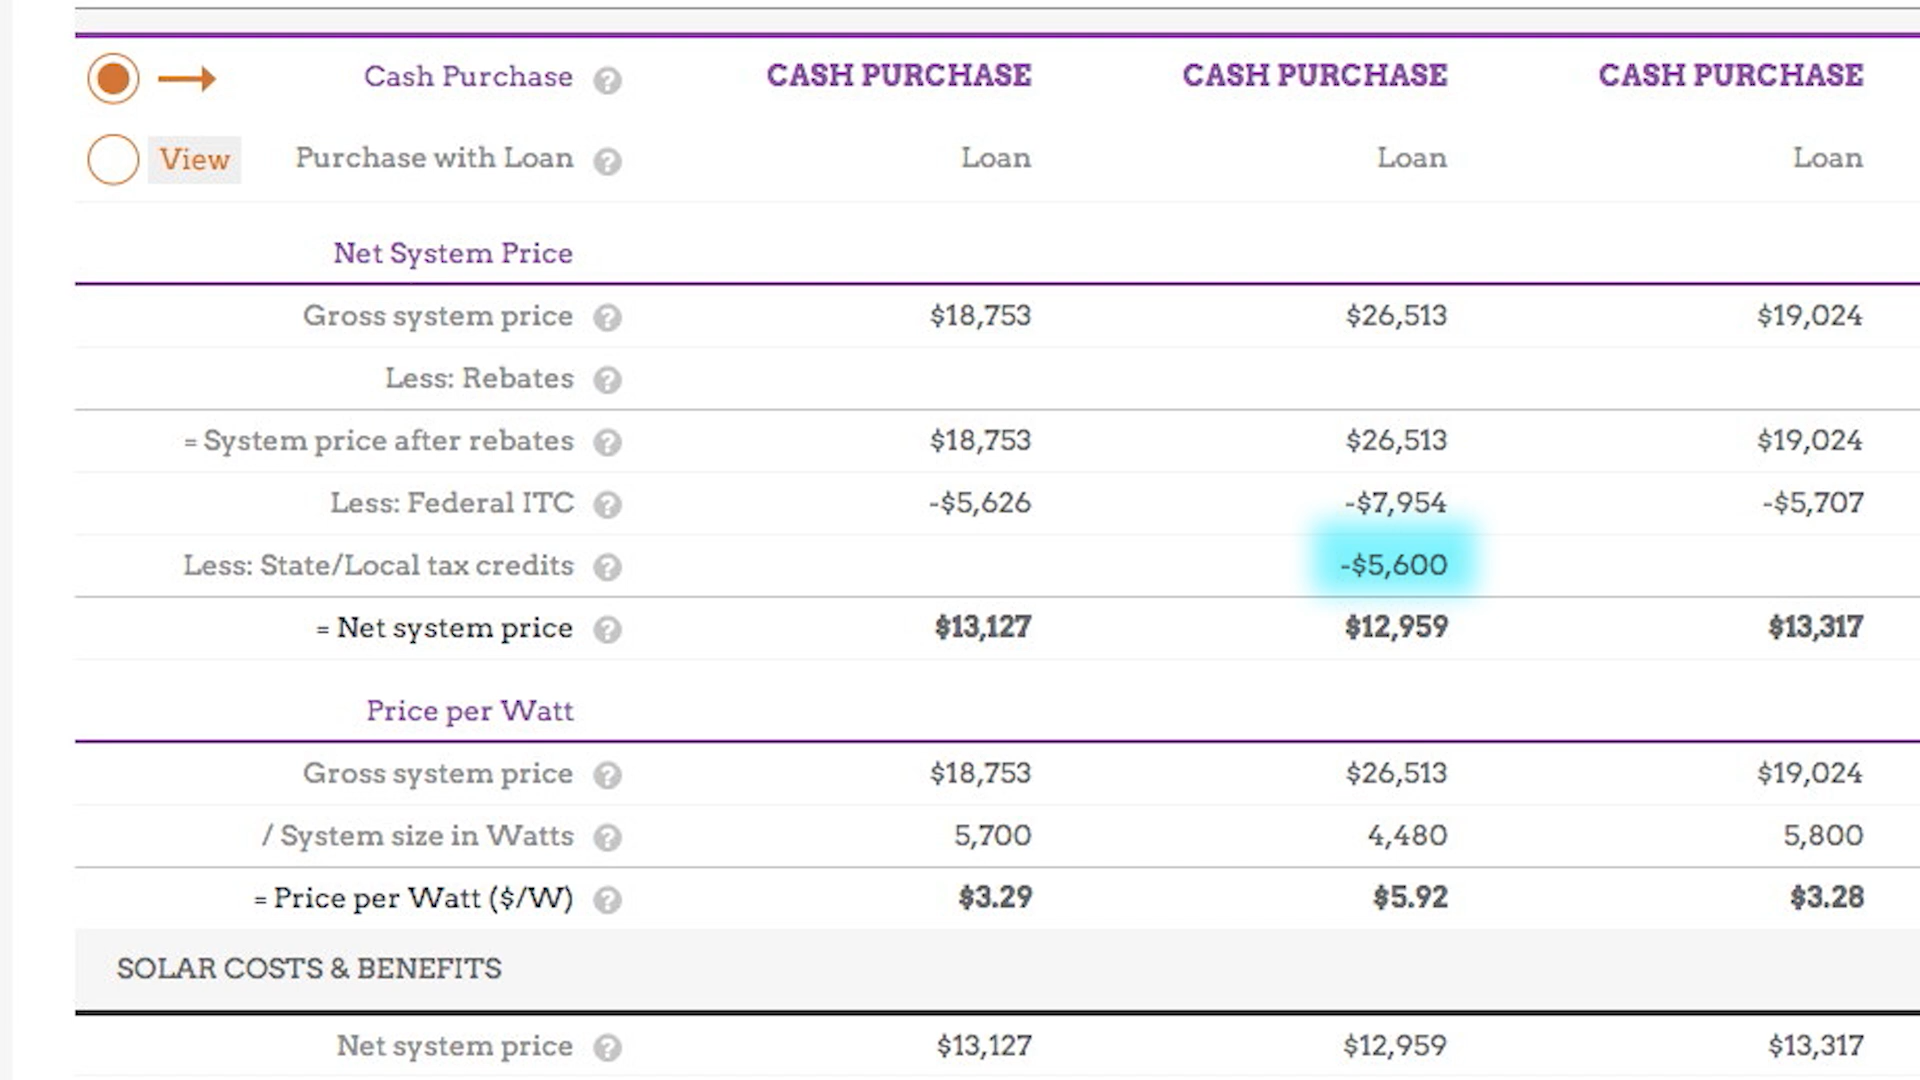 Cash Purchase ? CASH PURCHASE CASH PURCHASE CASH PURCHASE
View Purchase with Loan ? Loan Loan Loan
Net System Price
Gross system price ? $18,753 $26,513 $19,024
Less: Rebates ?
= System price after rebates ? $18,753 $26,513 $19,024
Less: Federal ITC ? -$5,626 -$7,954 -$5,707
Less: State/Local tax credits ? -$5,600
= Net system price ? $13,127 $12,959 $13,317
Price per Watt
Gross system price ? $18,753 $26,513 $19,024
/ System size in Watts ? 5,700 4,480 5,800
= Price per Watt ($/W) ? $3.29 $5.92 $3.28
SOLAR COSTS & BENEFITS
Net system price ? $13,127 $12,959 $13,317